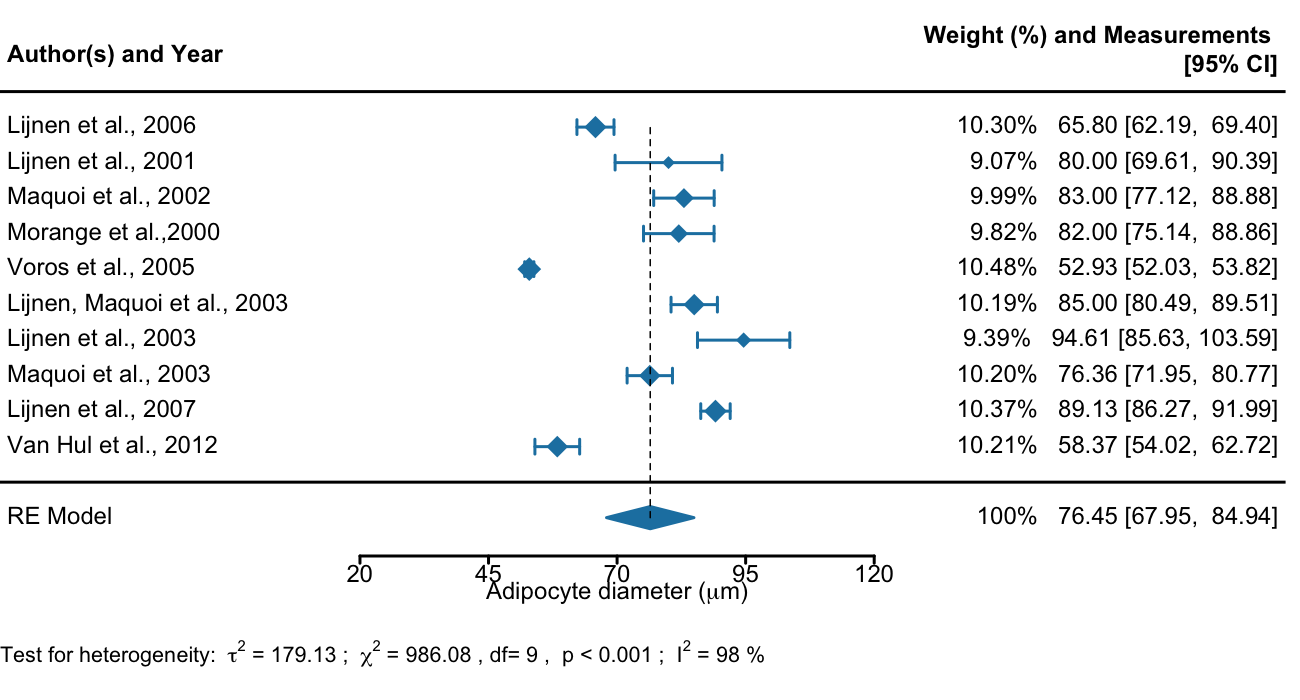 Author(s) and Year
Weight (%) and Measurements
[95% CI]
Lijnen et al., 2006 10.30% 65.80 [62.19, 69.40]
Lijnen et al., 2001 9.07% 80.00 [69.61, 90.39]
Maquoi et al., 2002 9.99% 83.00 [77.12, 88.88]
Morange et al.,2000 9.82% 82.00 [75.14, 88.86]
Voros et al., 2005 10.48% 52.93 [52.03, 53.82]
Lijnen, Maquoi et al., 2003 10.19% 85.00 [80.49, 89.51]
Lijnen et al., 2003 9.39% 94.61 [85.63, 103.59]
Maquoi et al., 2003 10.20% 76.36 [71.95, 80.77]
Lijnen et al., 2007 10.37% 89.13 [86.27, 91.99]
Van Hul et al., 2012 10.21% 58.37 [54.02, 62.72]
RE Model 100% 76.45 [67.95, 84.94]
20 45 70 95 120
Adipocyte diameter (μm)
Test for heterogeneity: τ² = 179.13 ; χ² = 986.08 , df= 9 , p < 0.001 ; I² = 98 %